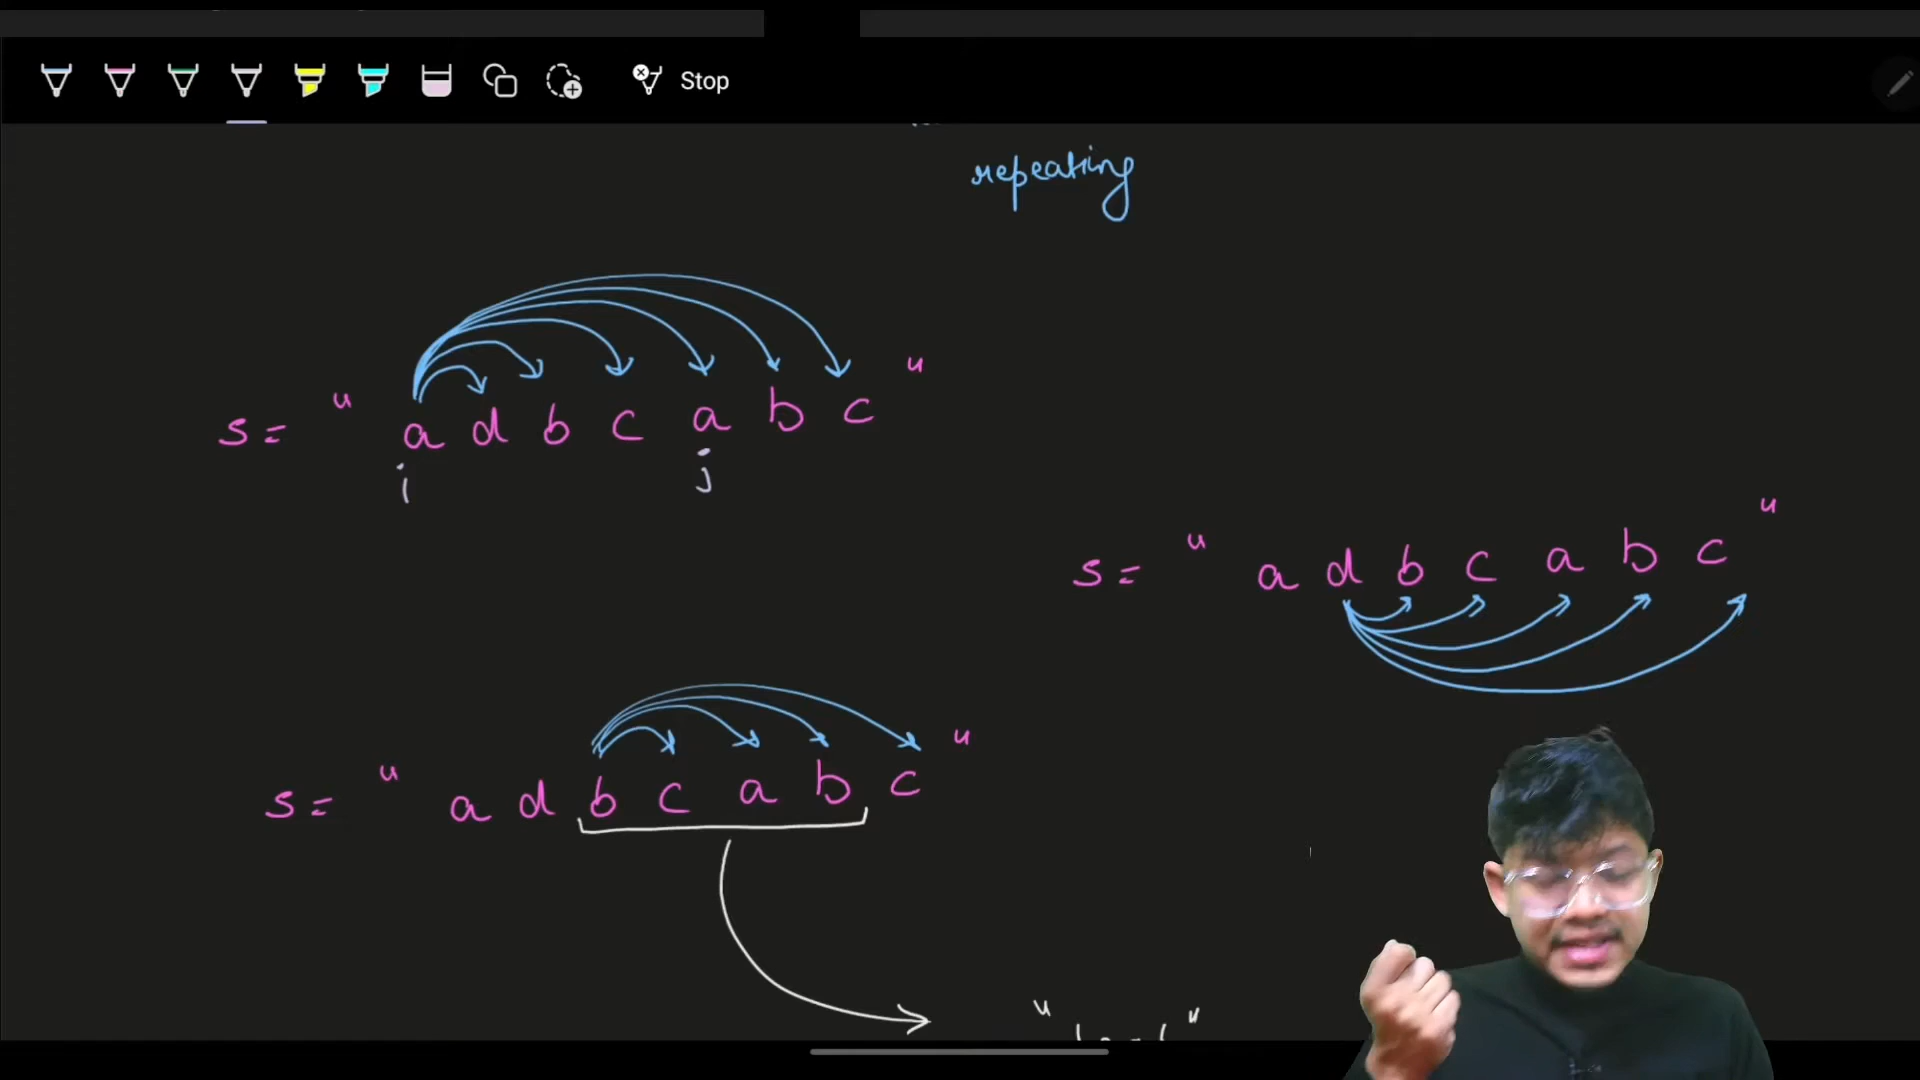 Stop
repeating
s = " a d b c a b c "
i j
s = " a d b c a b c "
s = " a d b c a b c "